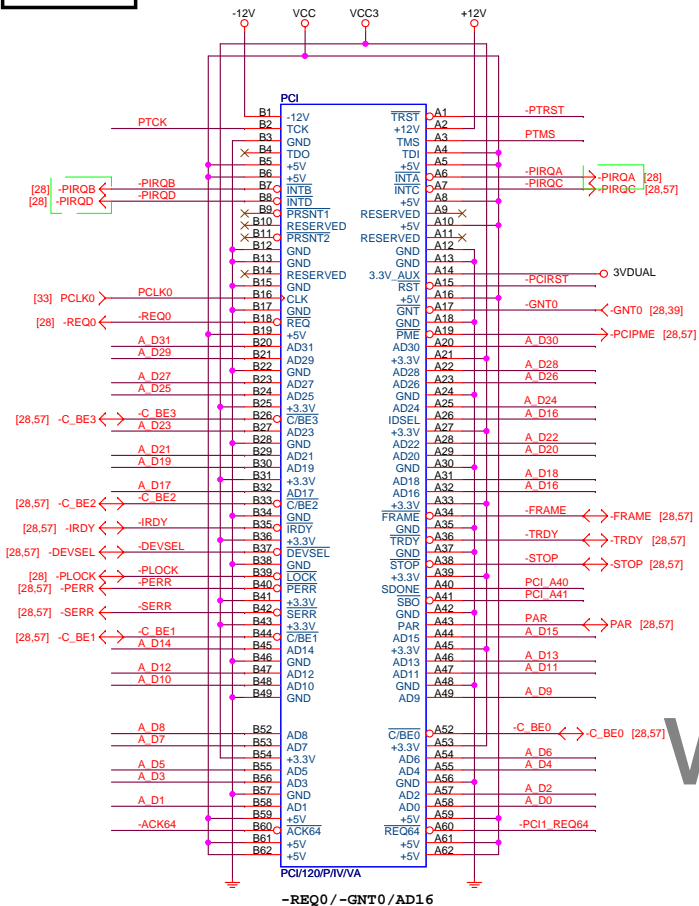 -12V VCC VCC3 +12V
PCI
B1 -12V TRST A1 -PTRST
PTCK B2 TCK +12V A2
B3 GND TMS A3 PTMS
B4 TDO TDI A4
B5 +5V +5V A5
B6 +5V INTA A6 -PIRQA -PIRQA [28]
[28] -PIRQB -PIRQB B7 INTB INTC A7 -PIRQC -PIRQC [28,57]
[28] -PIRQD -PIRQD B8 INTD +5V A8
B9 PRSNT1 RESERVED A9
B10 RESERVED +5V A10
B11 PRSNT2 RESERVED A11
B12 GND GND A12
B13 GND GND A13
B14 RESERVED 3.3V_AUX A14 3VDUAL
B15 GND RST A15 -PCIRST
[33] PCLK0 PCLK0 B16 CLK +5V A16
B17 GND GNT A17 -GNT0 -GNT0 [28,39]
[28] -REQ0 -REQ0 B18 REQ GND A18
B19 +5V PME A19 -PCIPME [28,57]
A_D31 B20 AD31 AD30 A20 A_D30
A_D29 B21 AD29 +3.3V A21
B22 GND AD28 A22 A_D28
A_D27 B23 AD27 AD26 A23 A_D26
A_D25 B24 AD25 GND A24
B25 +3.3V AD24 A25 A_D24
[28,57] -C_BE3 -C_BE3 B26 C/BE3 IDSEL A26 A_D16
A_D23 B27 AD23 +3.3V A27
B28 GND AD22 A28 A_D22
A_D21 B29 AD21 AD20 A29 A_D20
A_D19 B30 AD19 GND A30
B31 +3.3V AD18 A31 A_D18
A_D17 B32 AD17 AD16 A32 A_D16
[28,57] -C_BE2 -C_BE2 B33 C/BE2 +3.3V A33
B34 GND FRAME A34 -FRAME -FRAME [28,57]
[28,57] -IRDY -IRDY B35 IRDY GND A35
B36 +3.3V TRDY A36 -TRDY -TRDY [28,57]
[28,57] -DEVSEL -DEVSEL B37 DEVSEL GND A37
B38 GND STOP A38 -STOP -STOP [28,57]
[28] -PLOCK -PLOCK B39 LOCK +3.3V A39
[28,57] -PERR -PERR B40 PERR SDONE A40 PCI_A40
B41 +3.3V SBO A41 PCI_A41
[28,57] -SERR -SERR B42 SERR GND A42
B43 +3.3V PAR A43 PAR PAR [28,57]
[28,57] -C_BE1 -C_BE1 B44 C/BE1 AD15 A44 A_D15
A_D14 B45 AD14 +3.3V A45
B46 GND AD13 A46 A_D13
A_D12 B47 AD12 AD11 A47 A_D11
A_D10 B48 AD10 GND A48
B49 GND AD9 A49 A_D9
A_D8 B52 AD8 C/BE0 A52 -C_BE0 -C_BE0 [28,57]
A_D7 B53 AD7 +3.3V A53
B54 +3.3V AD6 A54 A_D6
A_D5 B55 AD5 AD4 A55 A_D4
A_D3 B56 AD3 GND A56
B57 GND AD2 A57 A_D2
A_D1 B58 AD1 AD0 A58 A_D0
B59 +5V +5V A59
-ACK64 B60 ACK64 REQ64 A60 -PCI1_REQ64
B61 +5V +5V A61
B62 +5V +5V A62
PCI/120/P/IV/VA
-REQ0/-GNT0/AD16